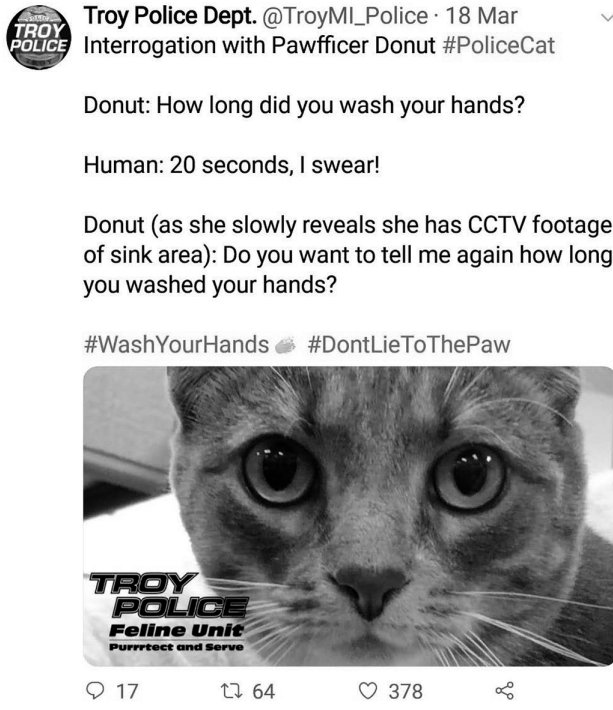 TROY
POLICE
Troy Police Dept. @TroyMI_Police · 18 Mar
Interrogation with Pawfficer Donut #PoliceCat
Donut: How long did you wash your hands?
Human: 20 seconds, I swear!
Donut (as she slowly reveals she has CCTV footage
of sink area): Do you want to tell me again how long
you washed your hands?
#WashYourHands #DontLieToThePaw
TROY
POLICE
Feline Unit
Purrrtect and Serve
17 64 378